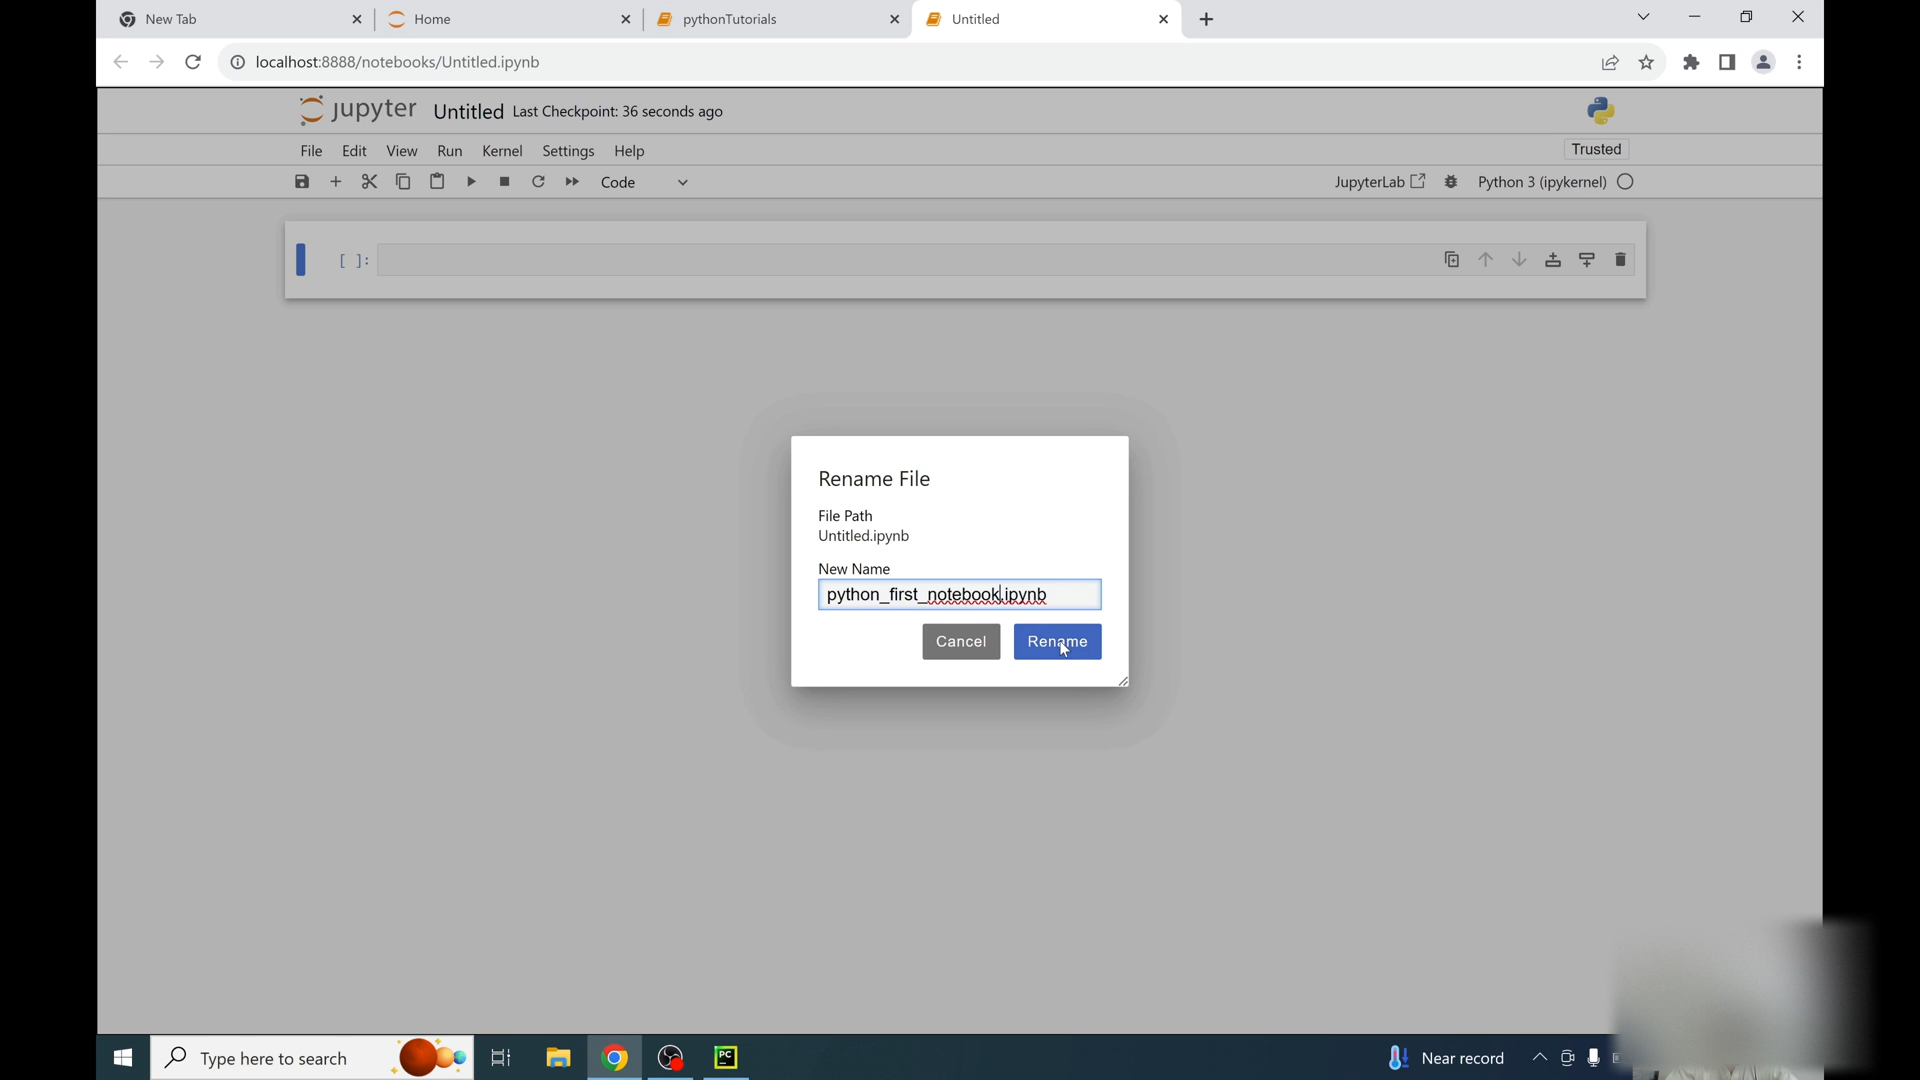 New Tab
Home
pythonTutorials
Untitled
localhost:8888/notebooks/Untitled.ipynb
jupyter Untitled Last Checkpoint: 36 seconds ago
File Edit View Run Kernel Settings Help
Trusted
Code
JupyterLab
Python 3 (ipykernel)
[ ]:
Rename File
File Path
Untitled.ipynb
New Name
python_first_notebook.ipynb
Cancel
Rename
Type here to search
PC
Near record